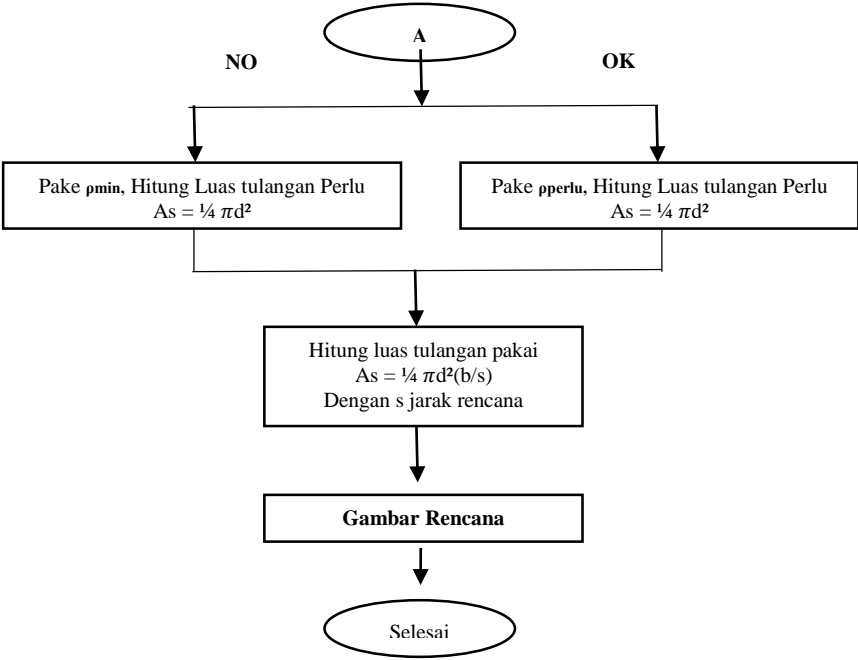 A
NO
OK
Pake ρmin, Hitung Luas tulangan Perlu
As = ¼ 𝜋d²
Pake ρperlu, Hitung Luas tulangan Perlu
As = ¼ 𝜋d²
Hitung luas tulangan pakai
As = ¼ 𝜋d²(b/s)
Dengan s jarak rencana
Gambar Rencana
Selesai